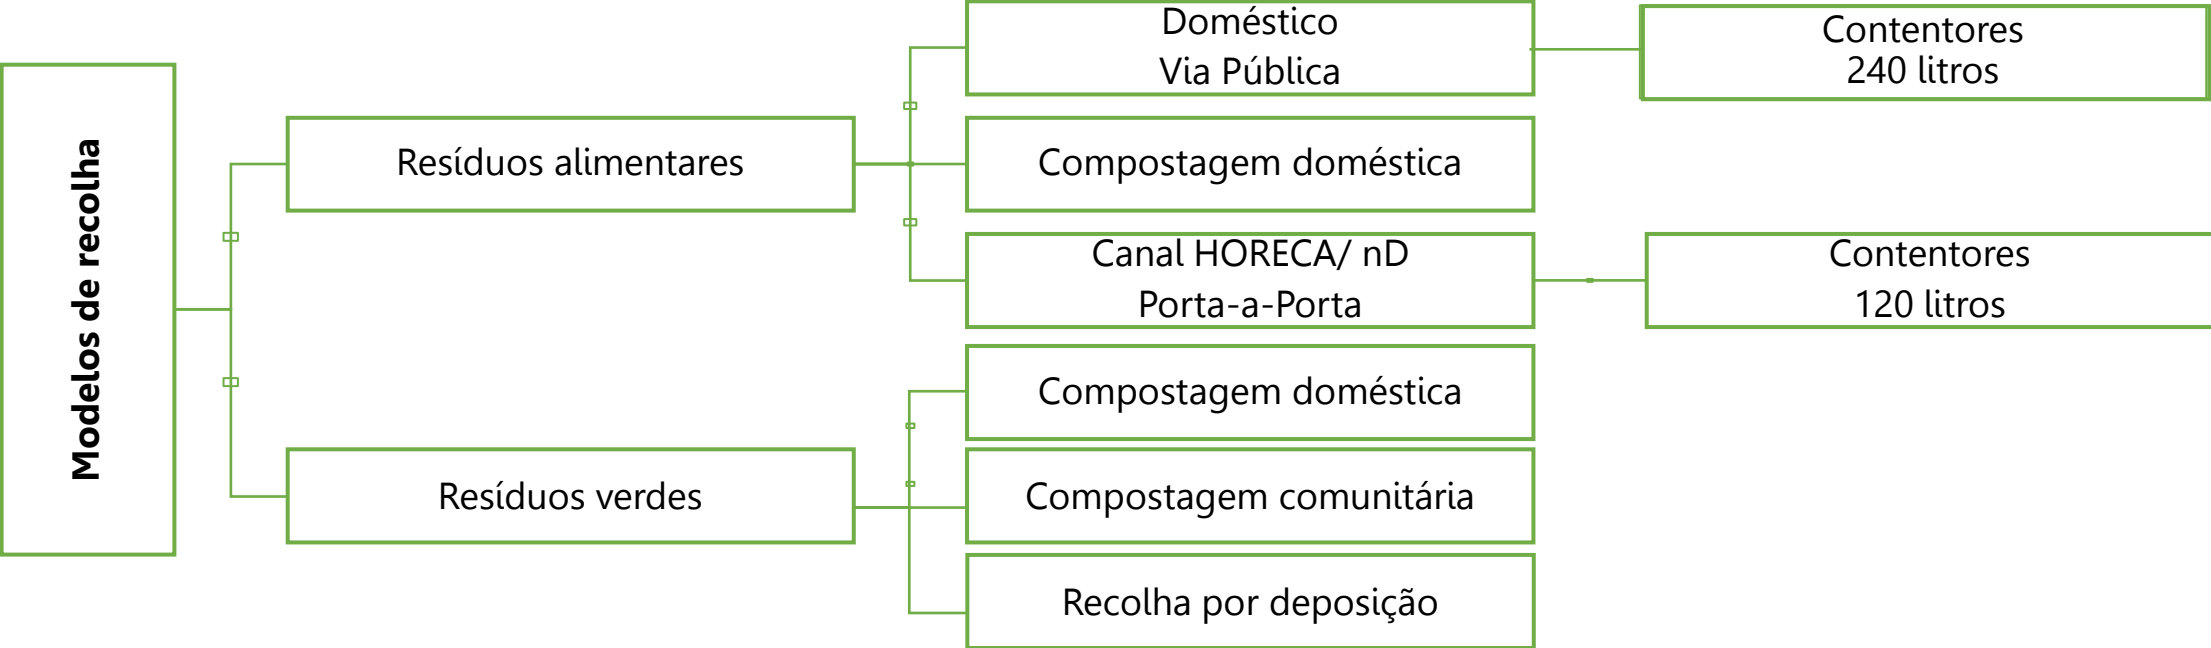 Modelos de recolha
Resíduos alimentares
Doméstico
Via Pública
Contentores
240 litros
Compostagem doméstica
Canal HORECA/ nD
Porta-a-Porta
Contentores
120 litros
Resíduos verdes
Compostagem doméstica
Compostagem comunitária
Recolha por deposição